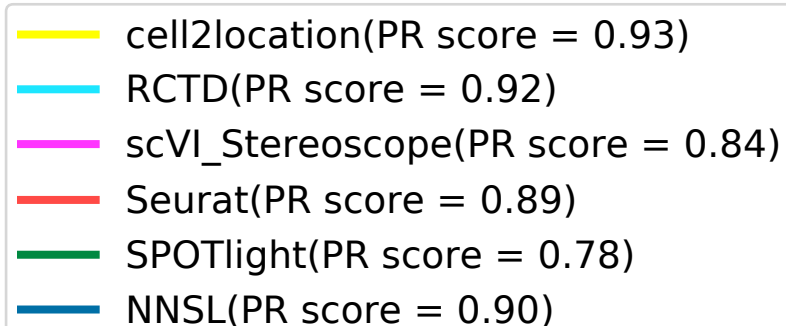 cell2location(PR score = 0.93)
RCTD(PR score = 0.92)
scVI_Stereoscope(PR score = 0.84)
Seurat(PR score = 0.89)
SPOTlight(PR score = 0.78)
NNSL(PR score = 0.90)